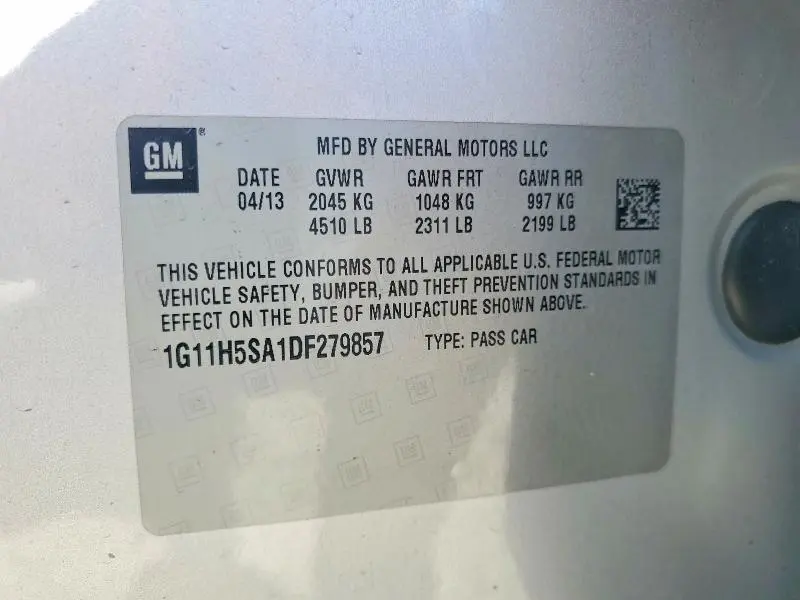 GM®
MFD BY GENERAL MOTORS LLC
DATE GVWR GAWR FRT GAWR RR
04/13 2045 KG 1048 KG 997 KG
4510 LB 2311 LB 2199 LB
THIS VEHICLE CONFORMS TO ALL APPLICABLE U.S. FEDERAL MOTOR
VEHICLE SAFETY, BUMPER, AND THEFT PREVENTION STANDARDS IN
EFFECT ON THE DATE OF MANUFACTURE SHOWN ABOVE.
1G11H5SA1DF279857 TYPE: PASS CAR